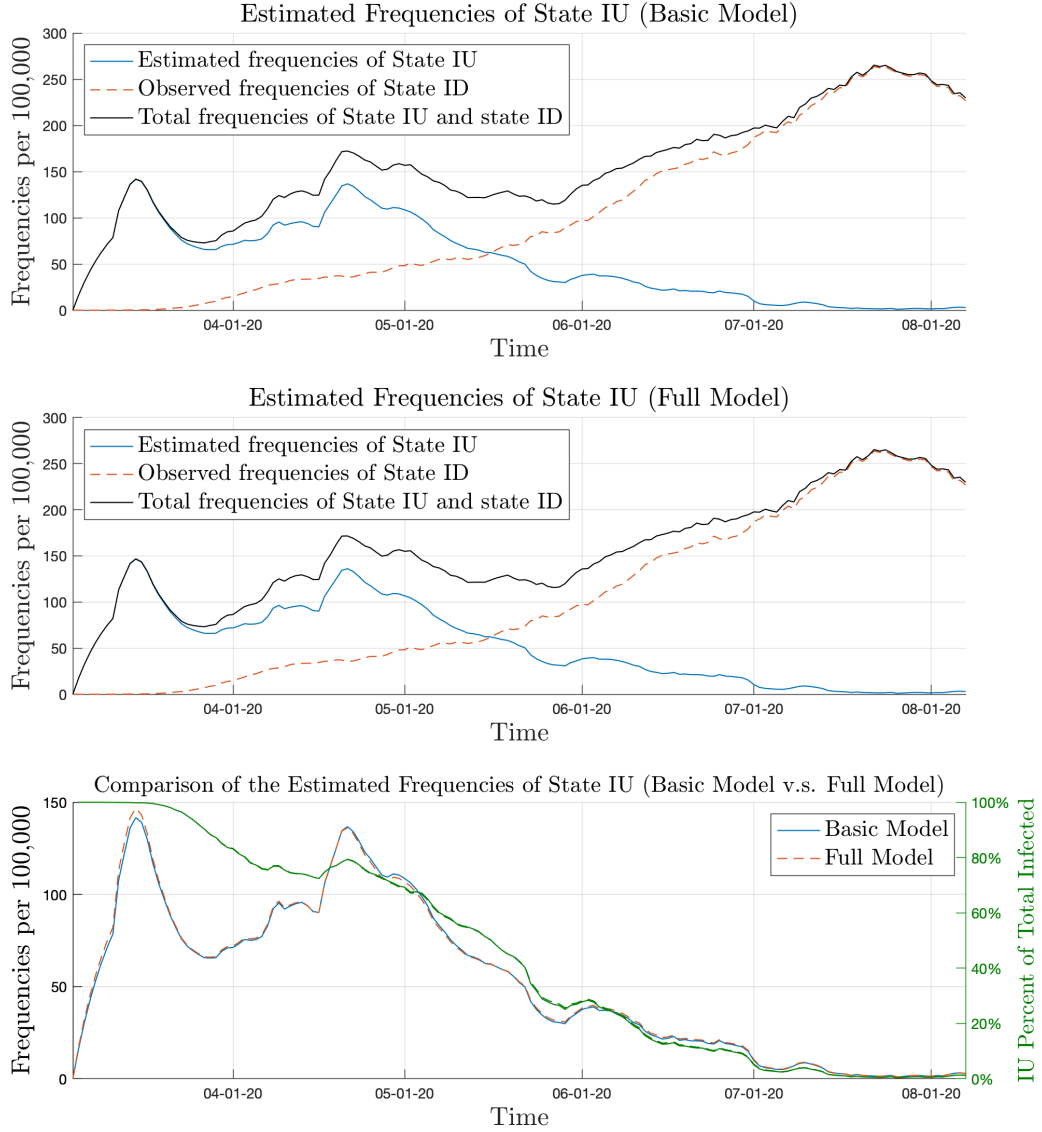 Estimated Frequencies of State IU (Basic Model)
Frequencies per 100,000
300
250
200
150
100
50
0
Estimated frequencies of State IU
Observed frequencies of State ID
Total frequencies of State IU and state ID
04-01-20 05-01-20 06-01-20 07-01-20 08-01-20
Time
Estimated Frequencies of State IU (Full Model)
Frequencies per 100,000
300
250
200
150
100
50
0
Estimated frequencies of State IU
Observed frequencies of State ID
Total frequencies of State IU and state ID
04-01-20 05-01-20 06-01-20 07-01-20 08-01-20
Time
Comparison of the Estimated Frequencies of State IU (Basic Model v.s. Full Model)
Frequencies per 100,000
150
100
50
0
Basic Model
Full Model
100%
80%
60%
40%
20%
0%
IU Percent of Total Infected
04-01-20 05-01-20 06-01-20 07-01-20 08-01-20
Time